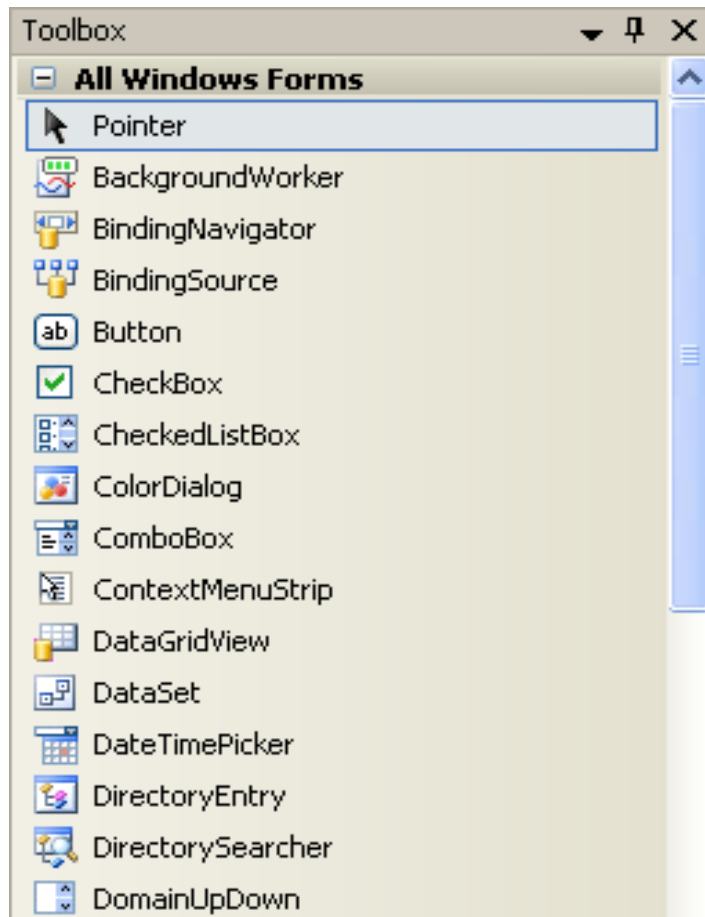 Toolbox
All Windows Forms
Pointer
BackgroundWorker
BindingNavigator
BindingSource
ab Button
CheckBox
CheckedListBox
ColorDialog
ComboBox
ContextMenuStrip
DataGridView
DataSet
DateTimePicker
DirectoryEntry
DirectorySearcher
DomainUpDown